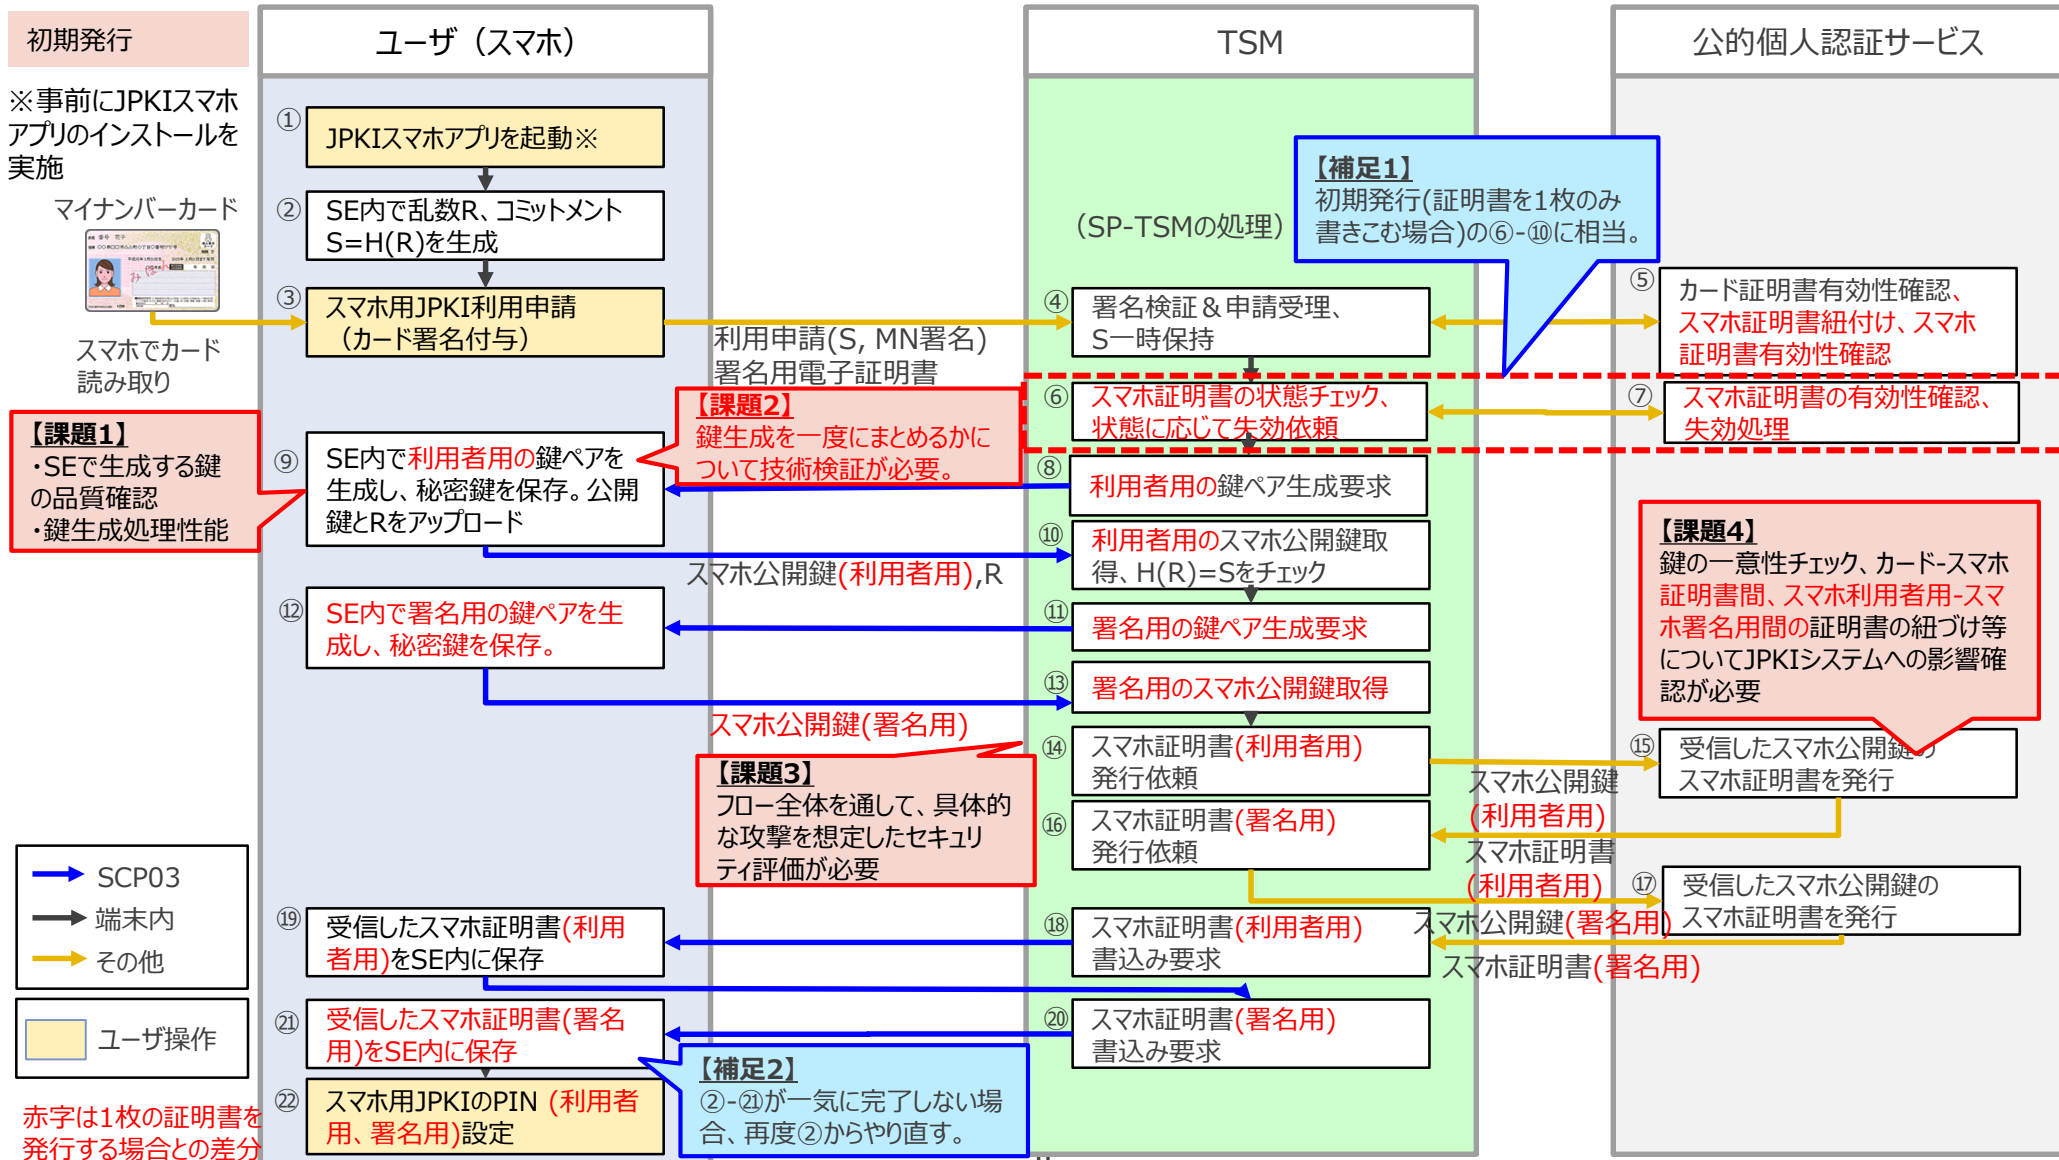 初期発行
ユーザ（スマホ）
TSM
公的個人認証サービス
※事前にJPKIスマホ
アプリのインストールを
実施
マイナンバーカード
スマホでカード
読み取り
①
JPKIスマホアプリを起動※
②
SE内で乱数R、コミットメント
S=H(R)を生成
③
スマホ用JPKI利用申請
（カード署名付与）
利用申請(S, MN署名)
署名用電子証明書
（SP-TSMの処理）
【補足1】
初期発行(証明書を1枚のみ
書きこむ場合)の⑥-⑩に相当。
④
署名検証＆申請受理、
S一時保持
⑤
カード証明書有効性確認、
スマホ証明書紐付け、スマホ
証明書有効性確認
⑥
スマホ証明書の状態チェック、
状態に応じて失効依頼
⑦
スマホ証明書の有効性確認、
失効処理
【課題1】
・SEで生成する鍵
の品質確認
・鍵生成処理性能
【課題2】
鍵生成を一度にまとめるかに
ついて技術検証が必要。
⑧
利用者用の鍵ペア生成要求
⑨
SE内で利用者用の鍵ペアを
生成し、秘密鍵を保存。公開
鍵とRをアップロード
⑩
利用者用のスマホ公開鍵取
得、H(R)=Sをチェック
スマホ公開鍵(利用者用),R
【課題4】
鍵の一意性チェック、カード-スマホ
証明書間、スマホ利用者用-スマ
ホ署名用間の証明書の紐づけ等
についてJPKIシステムへの影響確
認が必要
⑪
署名用の鍵ペア生成要求
⑫
SE内で署名用の鍵ペアを生
成し、秘密鍵を保存。
⑬
署名用のスマホ公開鍵取得
スマホ公開鍵(署名用)
【課題3】
フロー全体を通して、具体的
な攻撃を想定したセキュリ
ティ評価が必要
⑭
スマホ証明書(利用者用)
発行依頼
⑮
受信したスマホ公開鍵の
スマホ証明書を発行
スマホ公開鍵
(利用者用)
⑯
スマホ証明書(署名用)
発行依頼
スマホ証明書
(利用者用)
⑰
受信したスマホ公開鍵の
スマホ証明書を発行
スマホ公開鍵(署名用)
スマホ証明書(署名用)
⑱
スマホ証明書(利用者用)
書込み要求
⑲
受信したスマホ証明書(利用
者用)をSE内に保存
⑳
スマホ証明書(署名用)
書込み要求
㉑
受信したスマホ証明書(署名
用)をSE内に保存
【補足2】
②-㉑が一気に完了しない場
合、再度②からやり直す。
㉒
スマホ用JPKIのPIN (利用者
用、署名用)設定
SCP03
端末内
その他
ユーザ操作
赤字は1枚の証明書を
発行する場合との差分